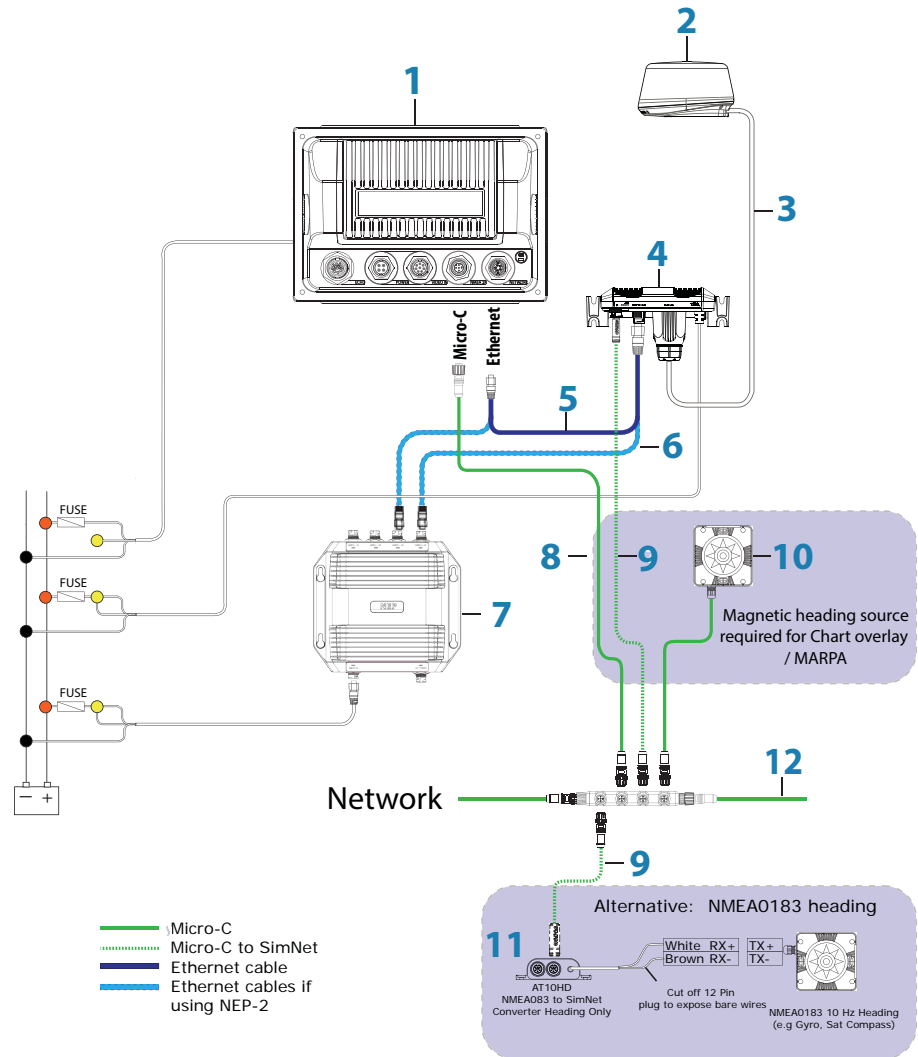 1
2
3
4
Micro-C
Ethernet
5
6
FUSE
FUSE
FUSE
7
8
9
10
Magnetic heading source
required for Chart overlay
/ MARPA
− +
Network
12
9
Micro-C
Micro-C to SimNet
Ethernet cable
Ethernet cables if
using NEP-2
Alternative: NMEA0183 heading
11
White RX+
Brown RX-
TX+
TX-
AT10HD
NMEA083 to SimNet
Converter Heading Only
Cut off 12 Pin
plug to expose bare wires
NMEA0183 10 Hz Heading
(e.g Gyro, Sat Compass)